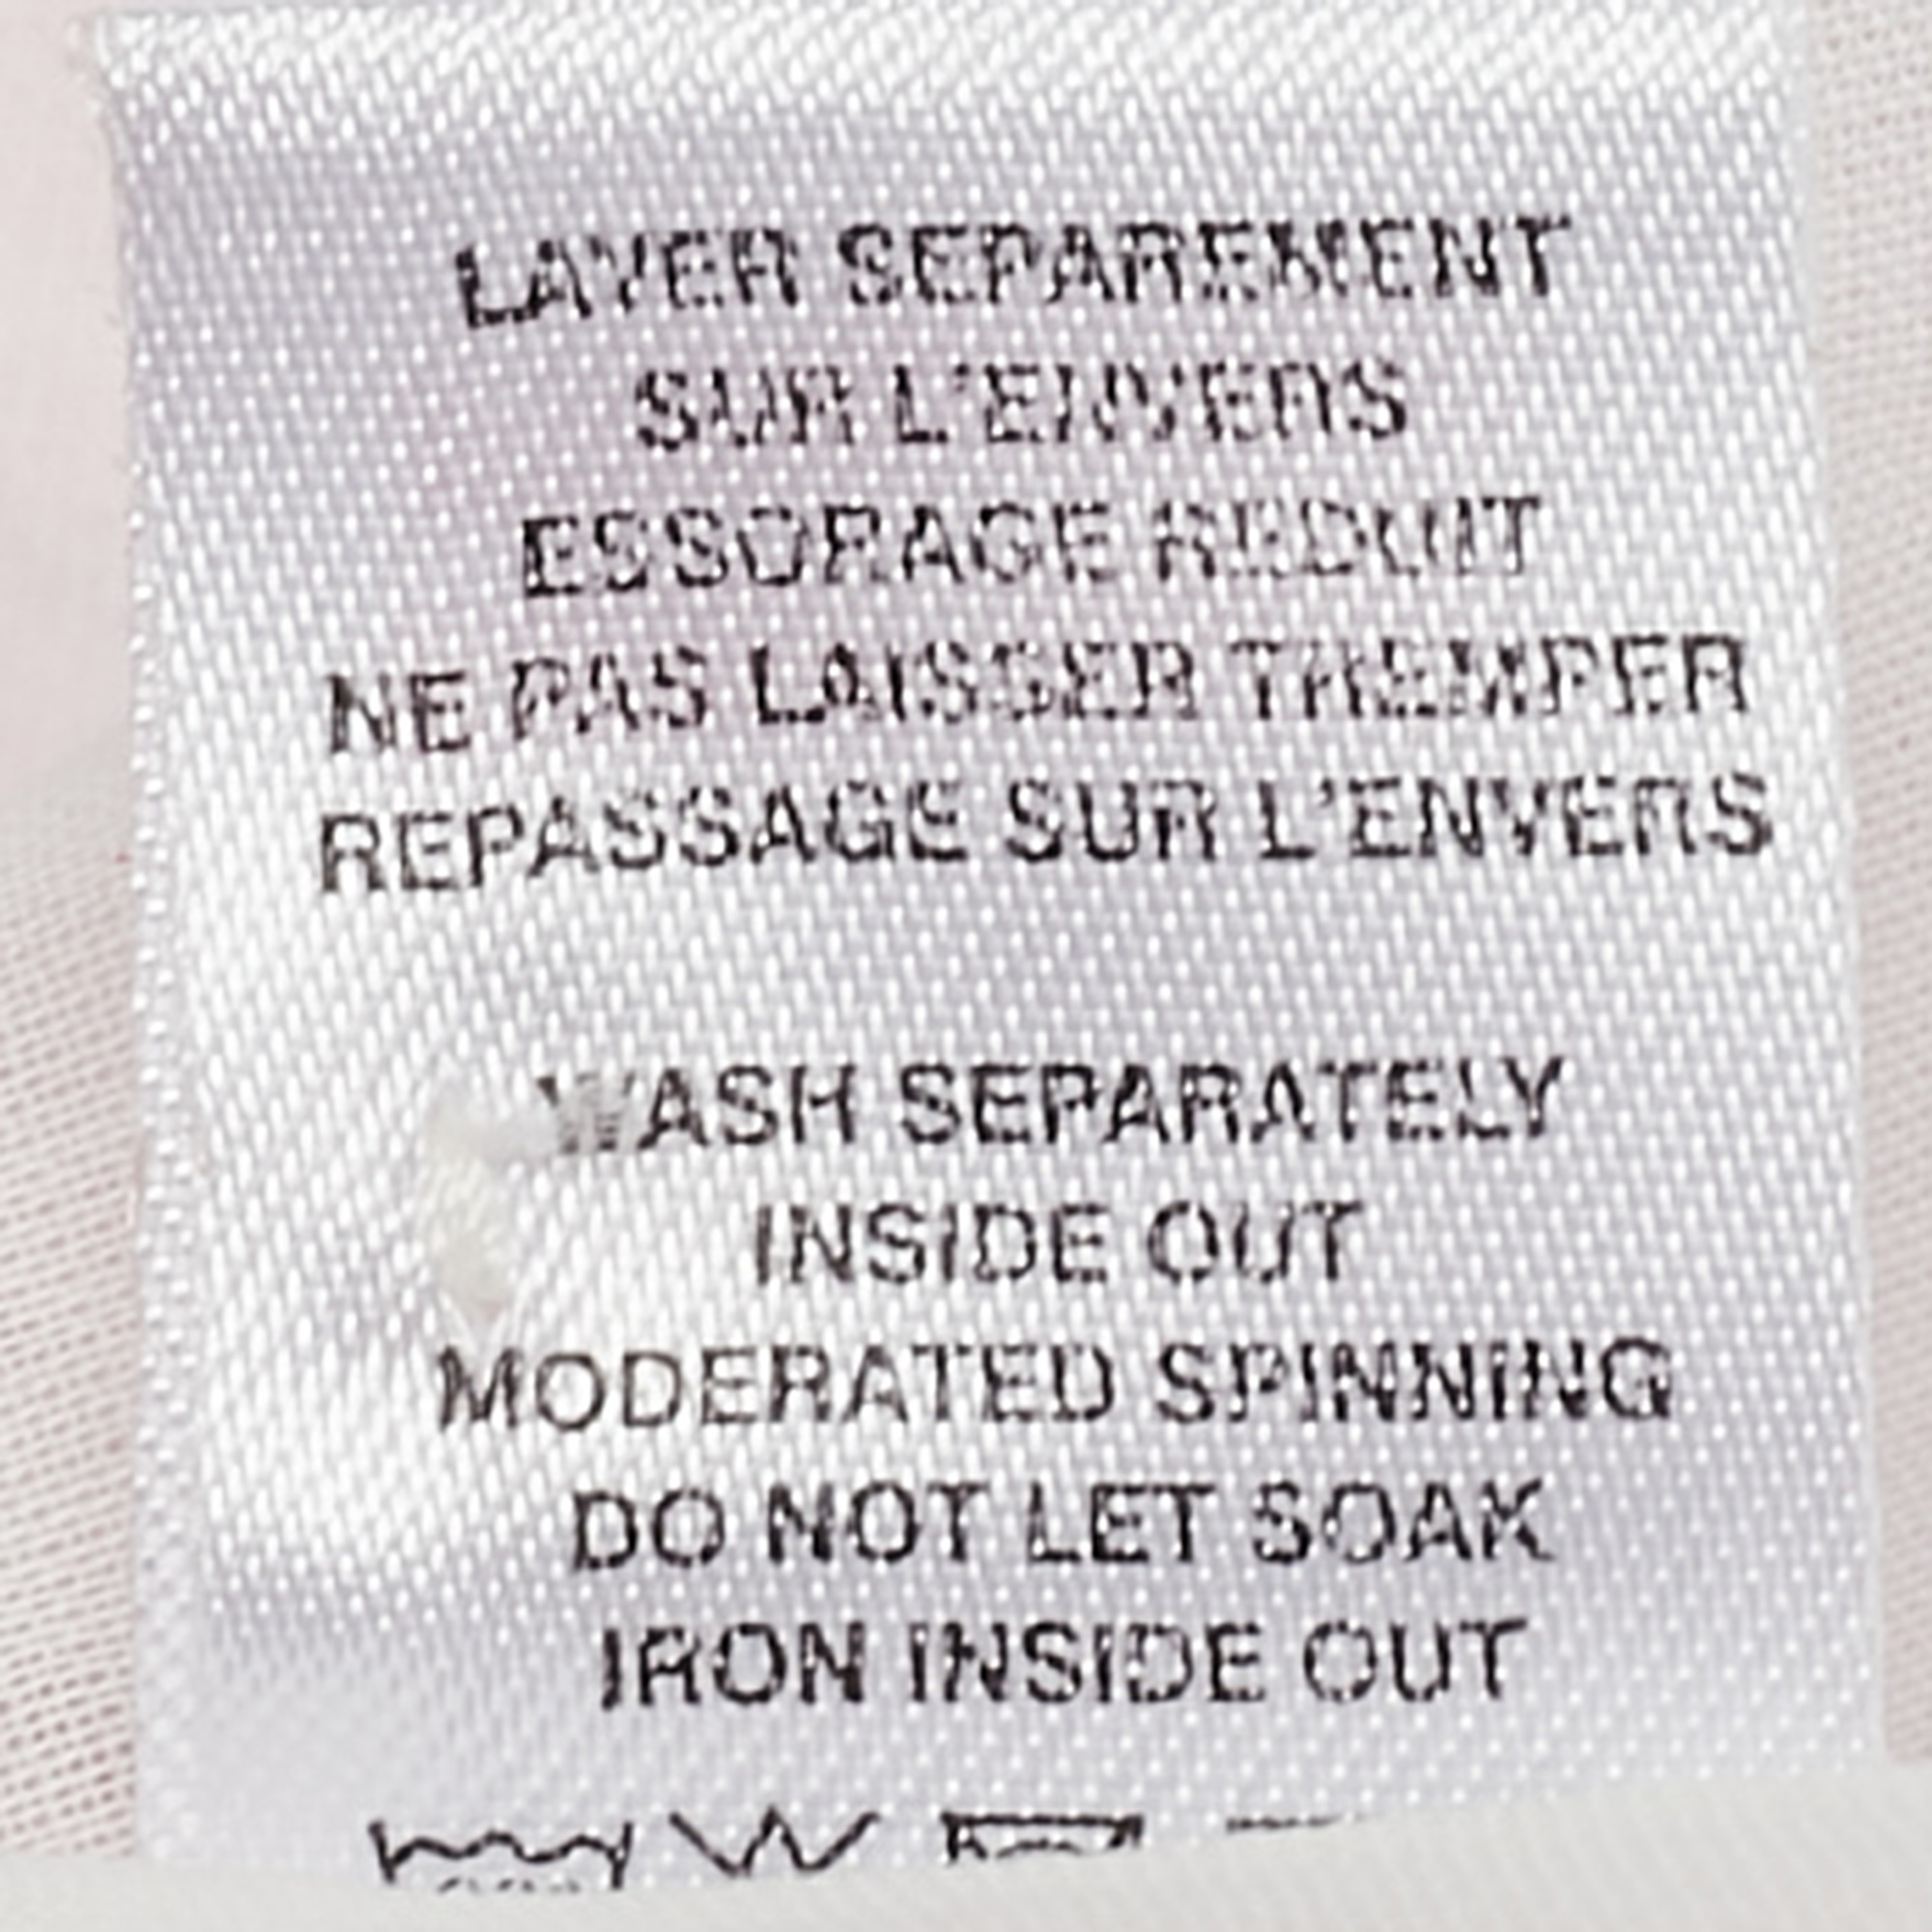 LAVER SEPAREMENT
SUR L'ENVERS
ESSORAGE REDUIT
NE PAS LAISSER TREMPER
REPASSAGE SUR L'ENVERS
WASH SEPARATELY
INSIDE OUT
MODERATED SPINNING
DO NOT LET SOAK
IRON INSIDE OUT